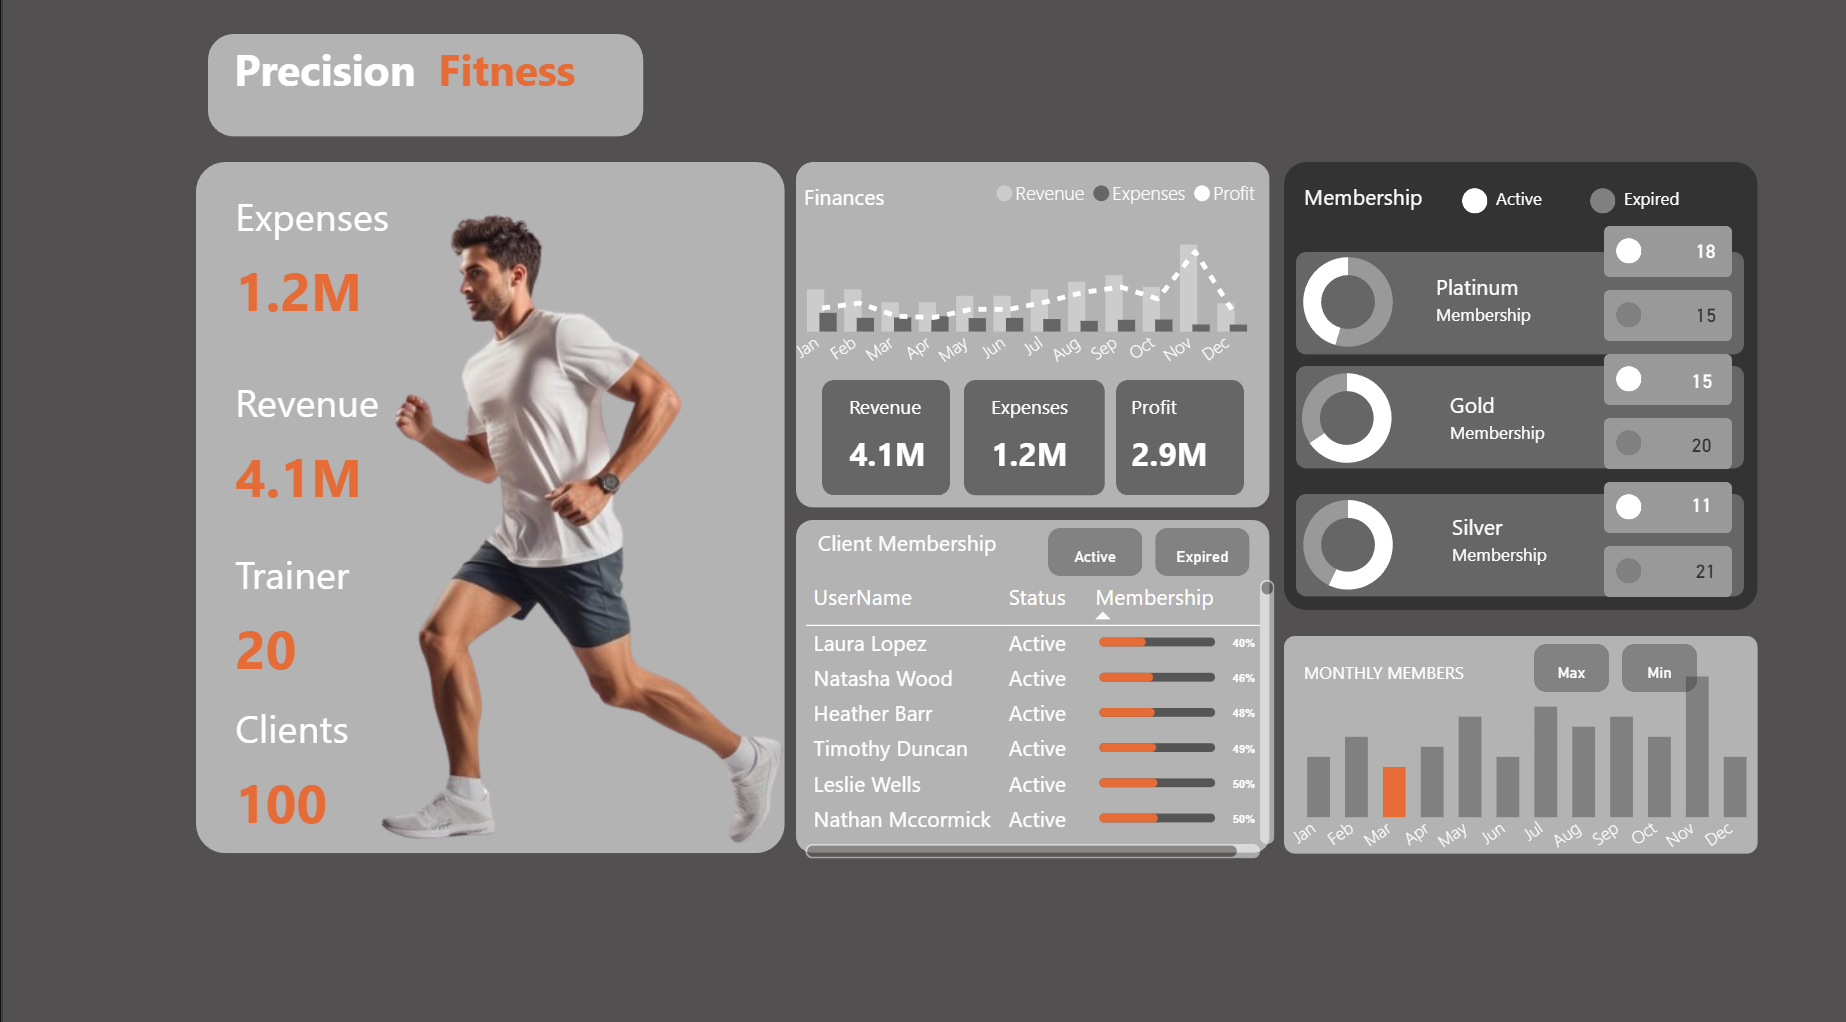 Precision Fitness
Expenses
1.2M
Revenue
4.1M
Trainer
20
Clients
100
Finances
Revenue Expenses Profit
Jan Feb Mar Apr May Jun Jul Aug Sep Oct Nov Dec
Revenue Expenses Profit
4.1M 1.2M 2.9M
Client Membership Active Expired
UserName Status Membership
Laura Lopez Active 40%
Natasha Wood Active 46%
Heather Barr Active 48%
Timothy Duncan Active 49%
Leslie Wells Active 50%
Nathan Mccormick Active 50%
Membership Active Expired
18
Platinum
Membership
15
15
Gold
Membership
20
11
Silver
Membership
21
MONTHLY MEMBERS Max Min
Jan Feb Mar Apr May Jun Jul Aug Sep Oct Nov Dec